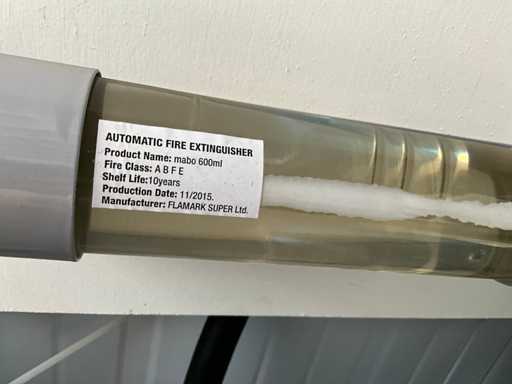 AUTOMATIC FIRE EXTINGUISHER
Product Name: mabo 600ml
Fire Class: A B F E
Shelf Life:10years
Production Date: 11/2015.
Manufacturer: FLAMARK SUPER Ltd.